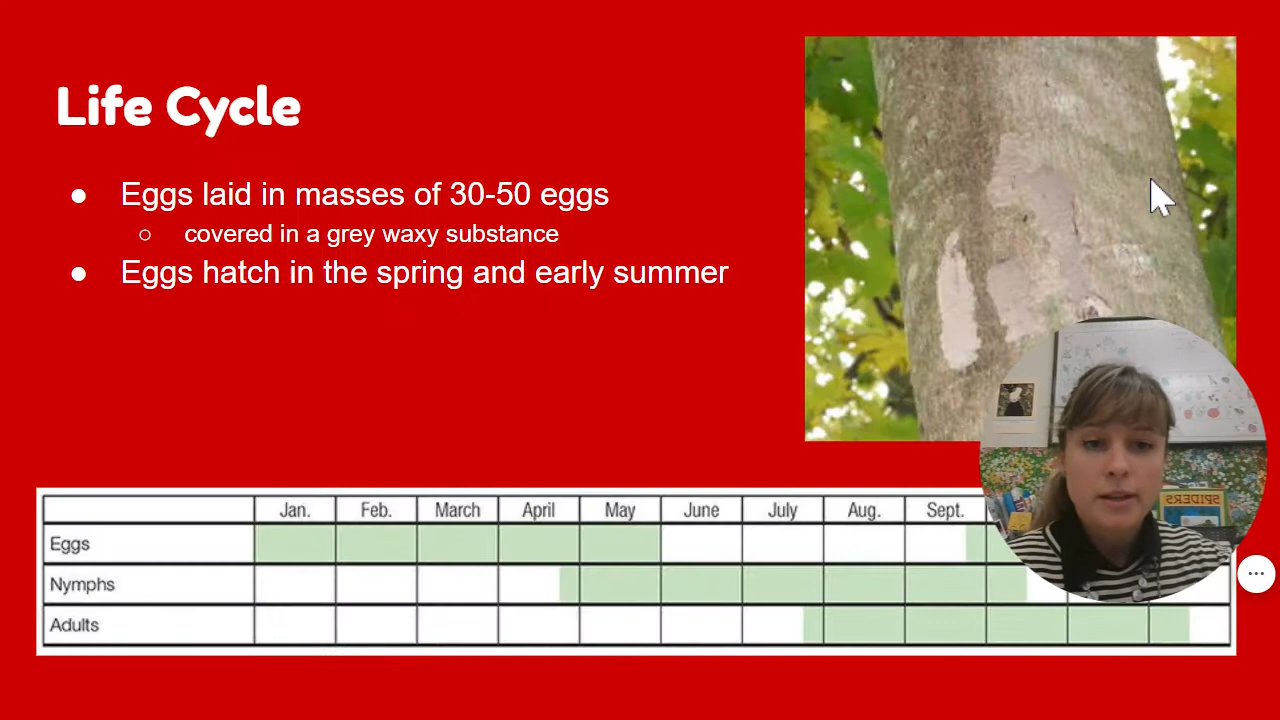 Life Cycle
● Eggs laid in masses of 30-50 eggs
○ covered in a grey waxy substance
● Eggs hatch in the spring and early summer
Jan. Feb. March April May June July Aug. Sept.
Eggs
Nymphs
Adults
SPIDERS